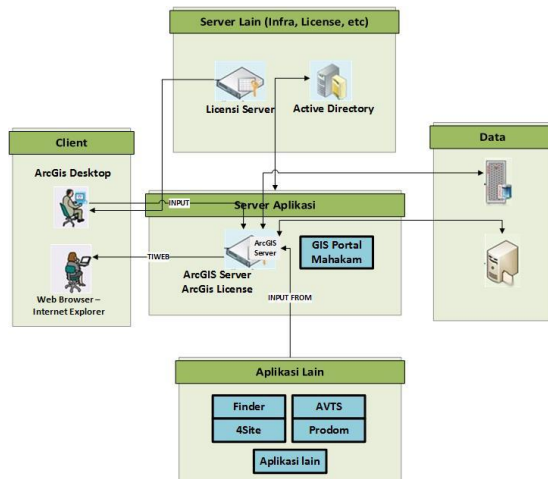 Server Lain (Infra, License, etc)
Licensi Server
Active Directory
Client
ArcGis Desktop
Web Browser –
Internet Explorer
INPUT
TIWEB
Server Aplikasi
ArcGIS
Server
ArcGIS Server
ArcGis License
GIS Portal
Mahakam
INPUT FROM
Data
Aplikasi Lain
Finder
AVTS
4Site
Prodom
Aplikasi lain